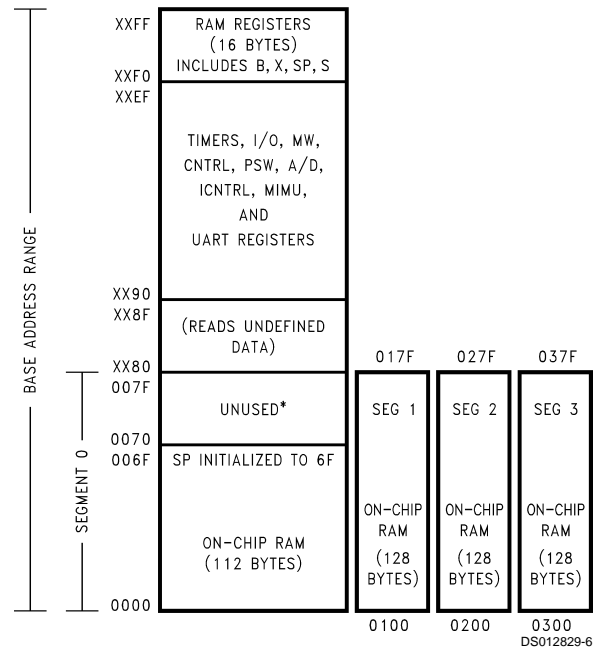 XXFF
RAM REGISTERS
(16 BYTES)
INCLUDES B, X, SP, S
XXF0
XXEF
TIMERS, I/O, MW,
CNTRL, PSW, A/D,
ICNTRL, MIMU,
AND
UART REGISTERS
BASE ADDRESS RANGE
XX90
XX8F
(READS UNDEFINED
DATA)
XX80
017F
027F
037F
007F
UNUSED*
SEG 1
SEG 2
SEG 3
0070
006F
SP INITIALIZED TO 6F
SEGMENT 0
ON-CHIP RAM
(112 BYTES)
ON-CHIP
RAM
(128
BYTES)
ON-CHIP
RAM
(128
BYTES)
ON-CHIP
RAM
(128
BYTES)
0000
0100
0200
0300
DS012829-6